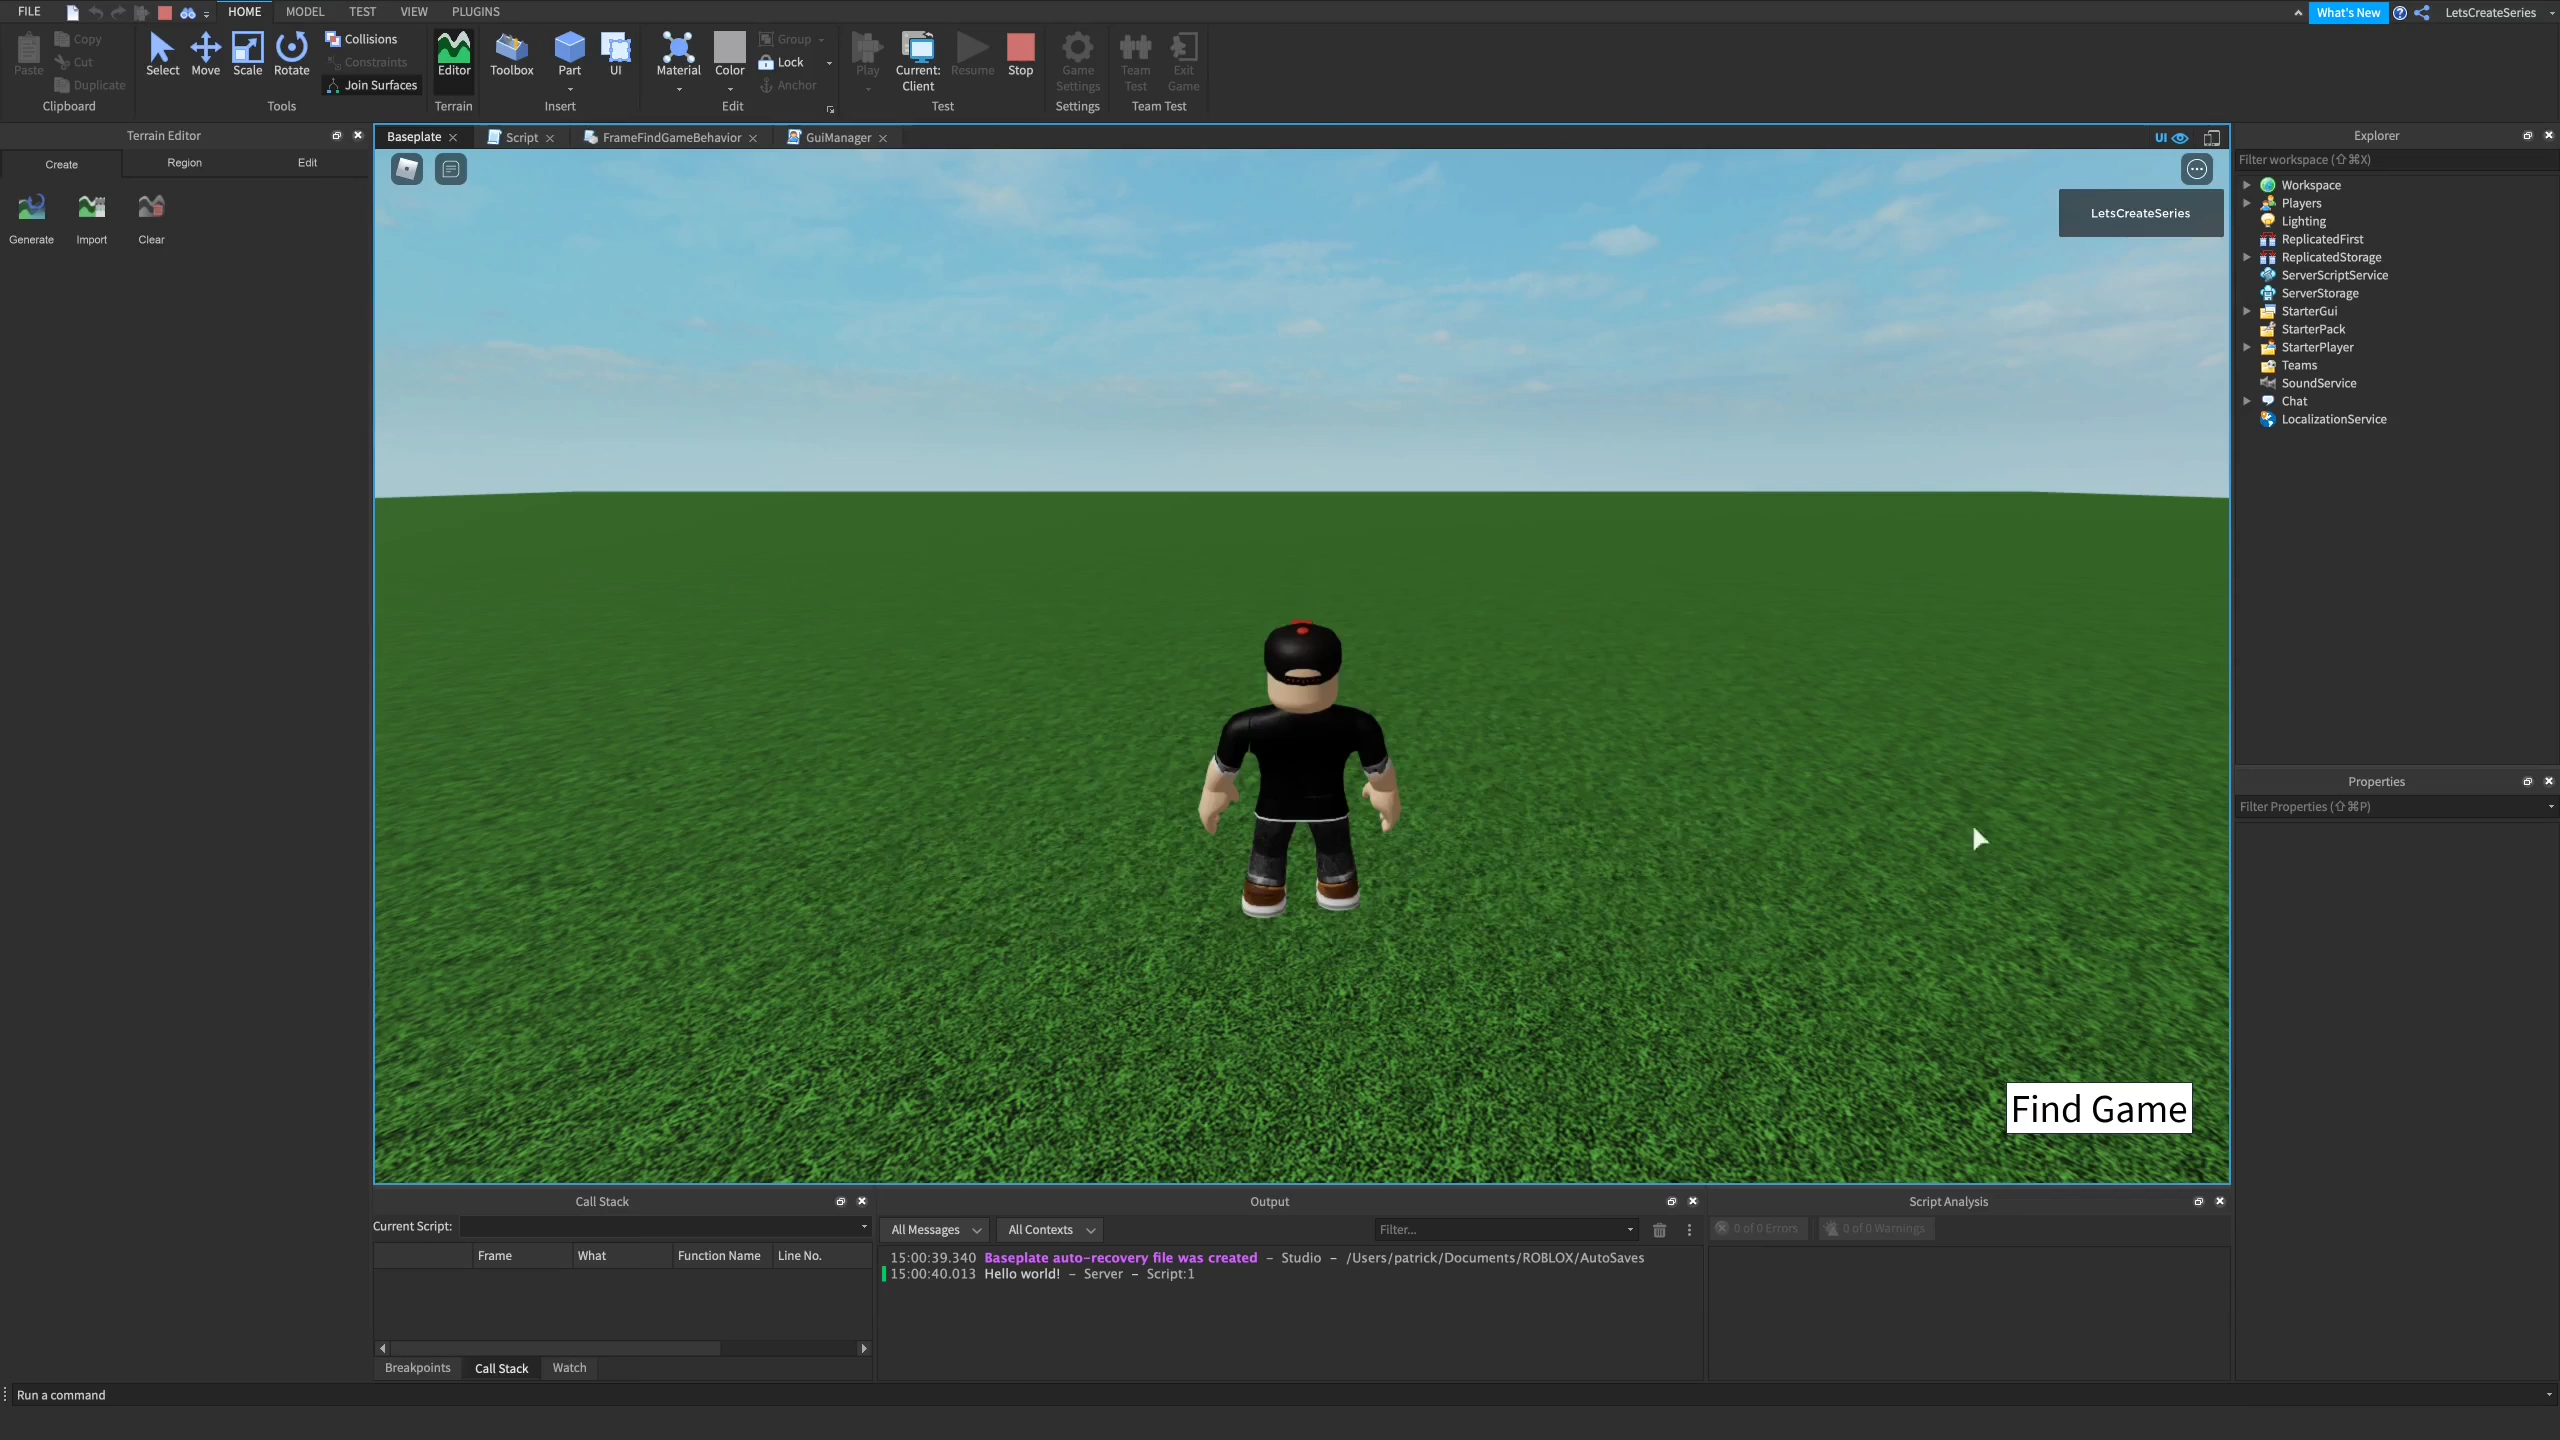 FILE HOME MODEL TEST VIEW PLUGINS What's New LetsCreateSeries
Paste Copy Cut Duplicate Clipboard
Select Move Scale Rotate Collisions Constraints Join Surfaces Tools
Editor Terrain
Toolbox Part UI Insert
Material Color Group Lock Anchor Edit
Play Current: Client Resume Stop Test
Game Settings Settings
Team Test Exit Game Team Test
Terrain Editor
Create Region Edit
Generate Import Clear
Baseplate Script FrameFindGameBehavior GuiManager UI
LetsCreateSeries
Find Game
Explorer
Filter workspace (⇧⌘X)
Workspace
Players
Lighting
ReplicatedFirst
ReplicatedStorage
ServerScriptService
ServerStorage
StarterGui
StarterPack
StarterPlayer
Teams
SoundService
Chat
LocalizationService
Properties
Filter Properties (⇧⌘P)
Call Stack
Current Script:
Frame What Function Name Line No.
Breakpoints Call Stack Watch
Output
All Messages All Contexts Filter...
15:00:39.340 Baseplate auto-recovery file was created - Studio - /Users/patrick/Documents/ROBLOX/AutoSaves
15:00:40.013 Hello world! - Server - Script:1
Script Analysis
0 of 0 Errors 0 of 0 Warnings
Run a command